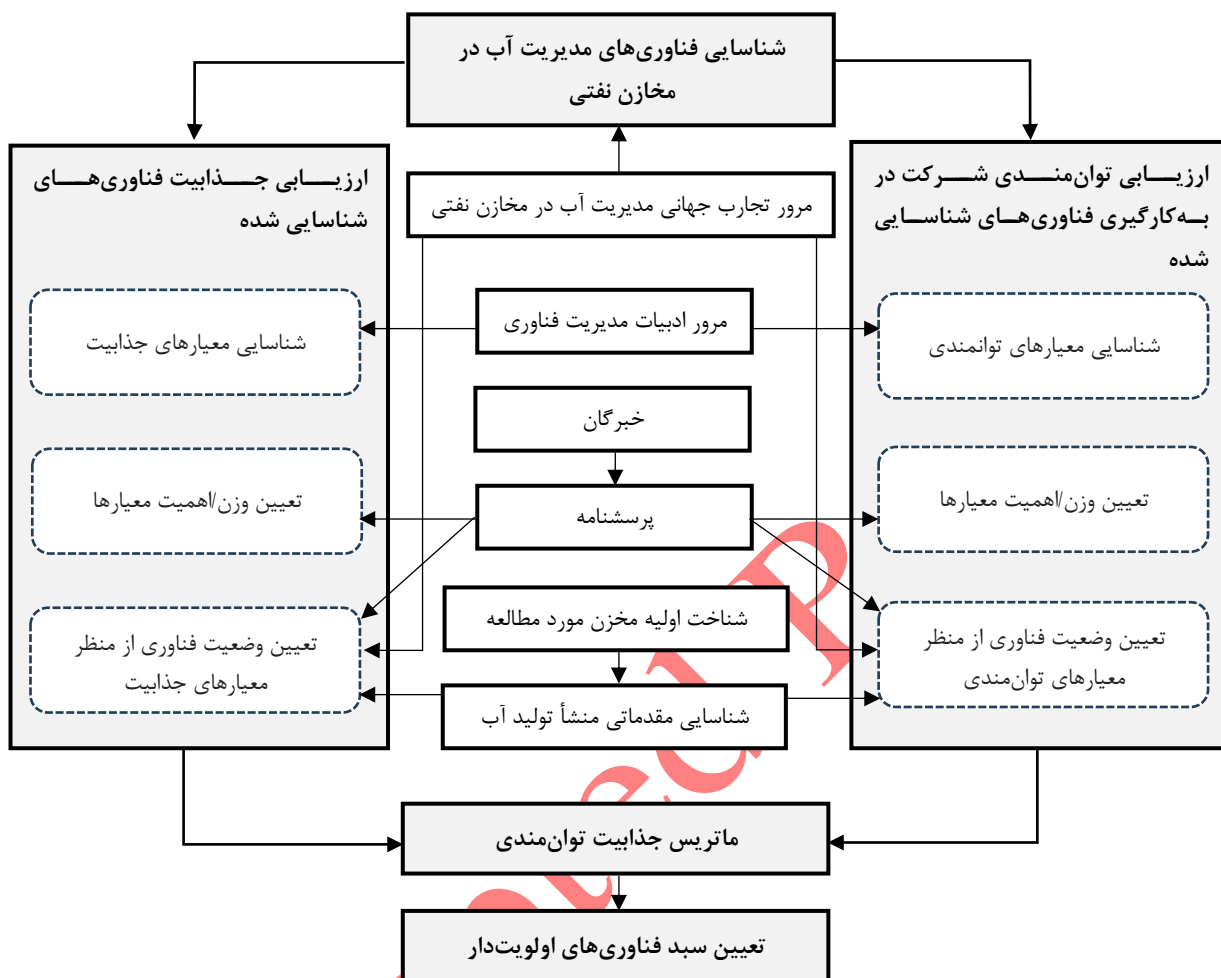 شناسایی فناوری‌های مدیریت آب در
مخازن نفتی
ارزیابی توان‌مندی شرکت در
به‌کارگیری فناوری‌های شناسایی
شده
شناسایی معیارهای توانمندی
تعیین وزن/اهمیت معیارها
تعیین وضعیت فناوری از منظر
معیارهای توان‌مندی
مرور تجارب جهانی مدیریت آب در مخازن نفتی
مرور ادبیات مدیریت فناوری
خبرگان
پرسشنامه
شناخت اولیه مخزن مورد مطالعه
شناسایی مقدماتی منشأ تولید آب
ارزیابی جذابیت فناوری‌های
شناسایی شده
شناسایی معیارهای جذابیت
تعیین وزن/اهمیت معیارها
تعیین وضعیت فناوری از منظر
معیارهای جذابیت
ماتریس جذابیت توان‌مندی
تعیین سبد فناوری‌های اولویت‌دار